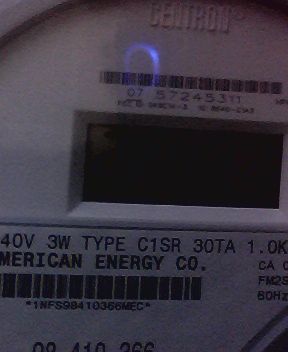 CENTRON
07 57245311
40V 3W TYPE C1SR 30TA 1.0K
MERICAN ENERGY CO.
CA 0
FM2S
60Hz
*1NFS98410366MEC*
98 410 366